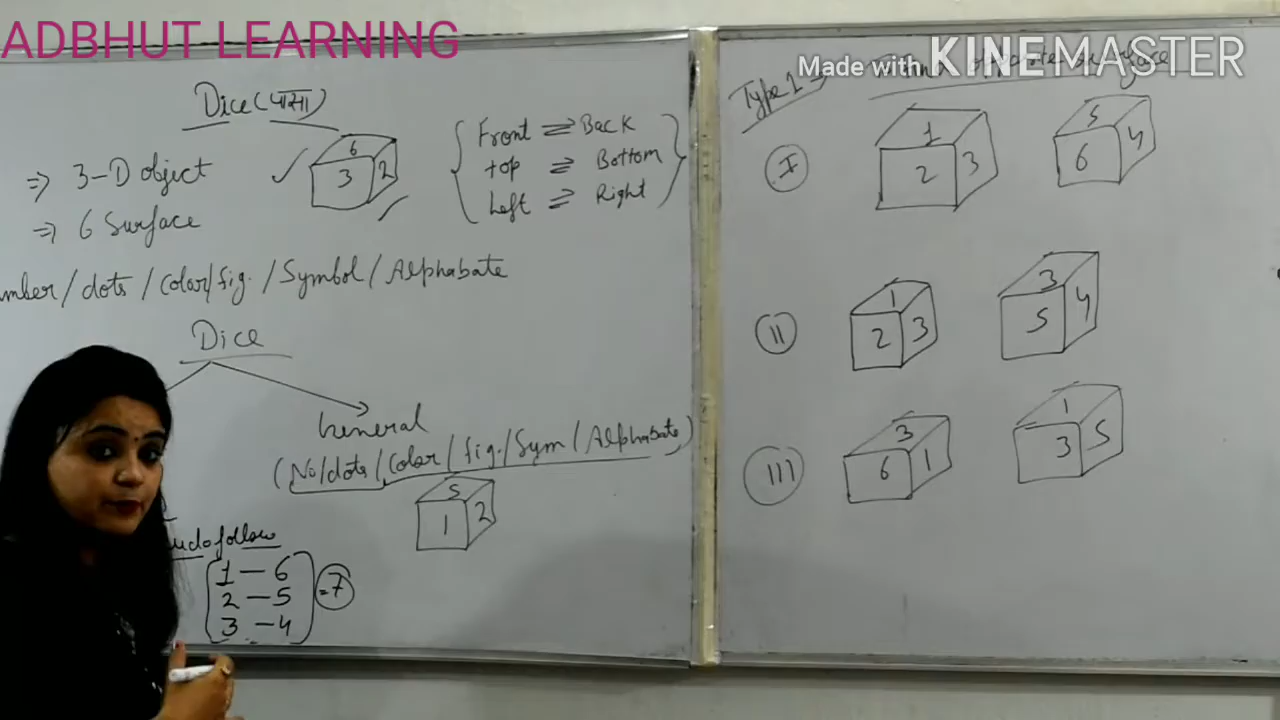 ADBHUT LEARNING
Made with KINEMASTER
Dice (पासा)
⇒ 3-D object
⇒ 6 Surface
6
3 2
Front ⇌ Back
top ⇌ Bottom
Left ⇌ Right
mber/dots/Color/fig./Symbol/Alphabate
Dice
General
(No/dots/Color/fig./Sym/Alphabate)
5
1 2
follow
1 — 6
2 — 5
3 — 4
=7
Type 1 →
I
1
2 3
5
6 4
II
1
2 3
3
5 4
III
3
6 1
1
3 5